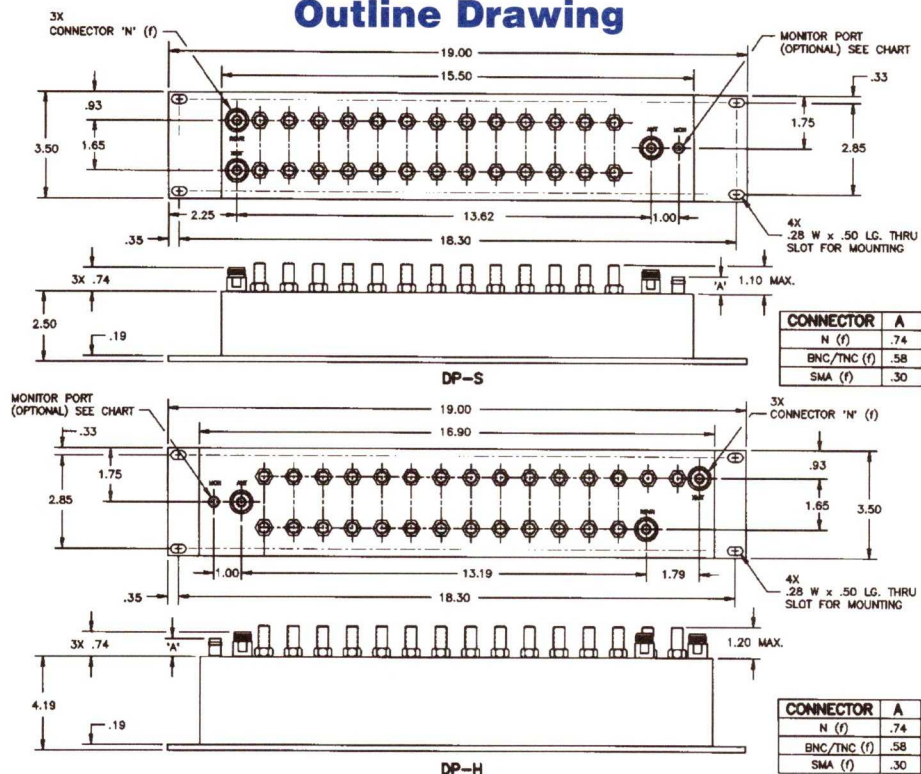 Outline Drawing
3X
CONNECTOR 'N' (f)
19.00
15.50
MONITOR PORT
(OPTIONAL) SEE CHART
.33
.93
1.65
3.50
1.75
2.85
ANT
MON
2.25
13.62
1.00
.35
18.30
4X
.28 W x .50 LG. THRU
SLOT FOR MOUNTING
3X .74
'A'
1.10 MAX.
2.50
.19
DP-S
CONNECTOR A
N (f) .74
BNC/TNC (f) .58
SMA (f) .30
MONITOR PORT
(OPTIONAL) SEE CHART
19.00
16.90
3X
CONNECTOR 'N' (f)
.33
1.75
2.85
MON
ANT
XMIT
.93
1.65
3.50
1.00
13.19
1.79
.35
18.30
4X
.28 W x .50 LG. THRU
SLOT FOR MOUNTING
3X .74
'A'
1.20 MAX.
4.19
.19
DP-H
CONNECTOR A
N (f) .74
BNC/TNC (f) .58
SMA (f) .30